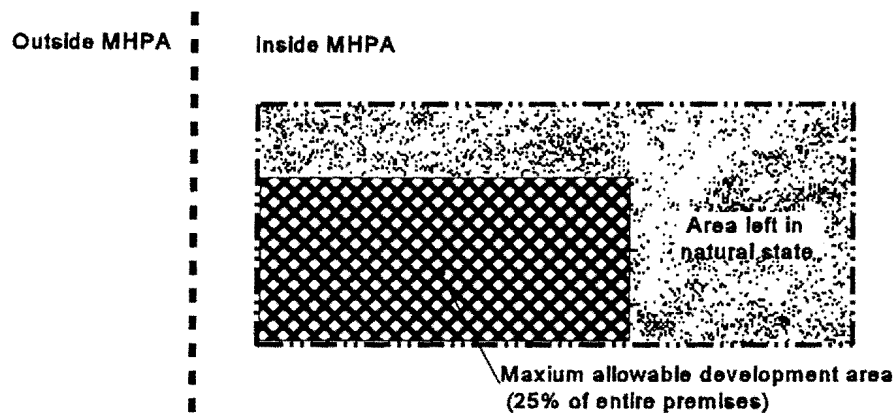 Outside MHPA
Inside MHPA
Area left in
natural state
Maxium allowable development area
(25% of entire premises)